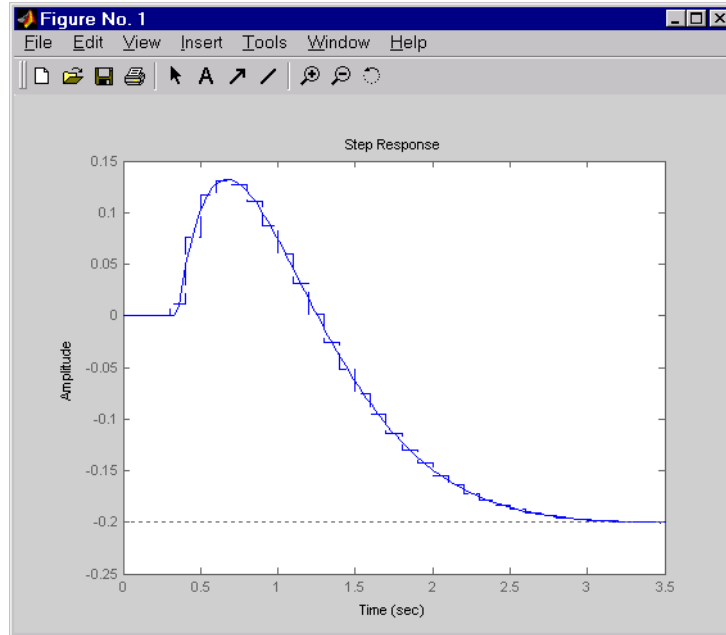 Figure No. 1
File Edit View Insert Tools Window Help
A
Step Response
0.15
0.1
0.05
0
-0.05
-0.1
-0.15
-0.2
-0.25
Amplitude
0 0.5 1 1.5 2 2.5 3 3.5
Time (sec)